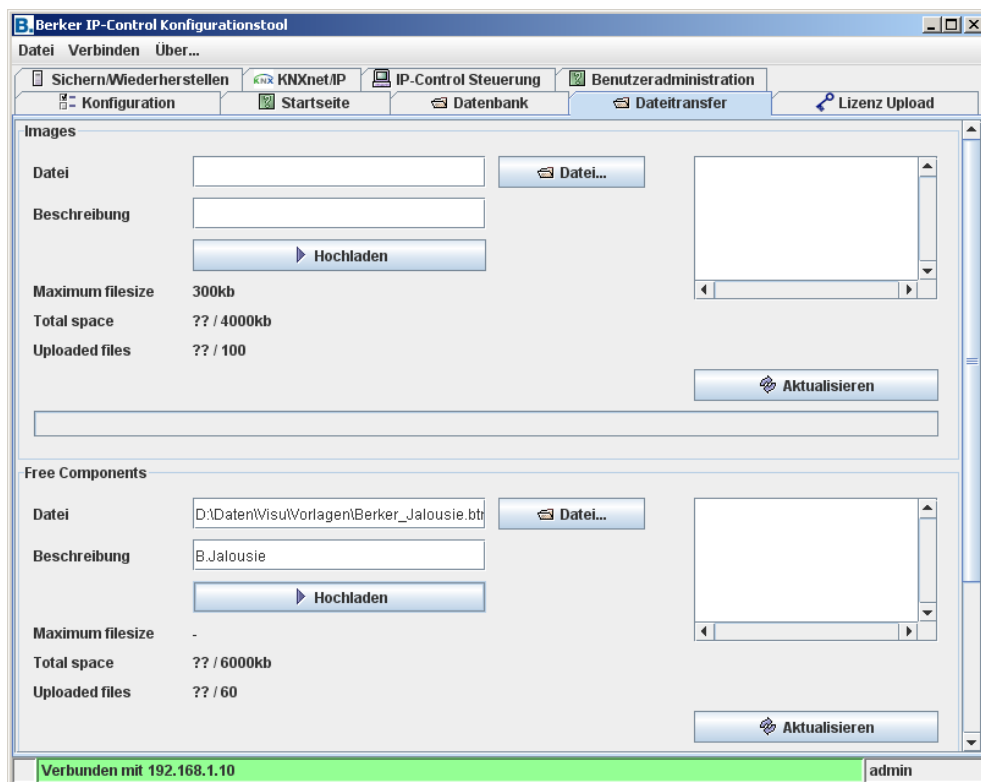 B. Berker IP-Control Konfigurationstool
Datei Verbinden Über...
Sichern/Wiederherstellen KNX KNXnet/IP IP-Control Steuerung Benutzeradministration
Konfiguration Startseite Datenbank Dateitransfer Lizenz Upload
Images
Datei Datei...
Beschreibung
Hochladen
Maximum filesize 300kb
Total space ?? / 4000kb
Uploaded files ?? / 100
Aktualisieren
Free Components
Datei D:\Daten\Visu\Vorlagen\Berker_Jalousie.btm Datei...
Beschreibung B.Jalousie
Hochladen
Maximum filesize -
Total space ?? / 6000kb
Uploaded files ?? / 60
Aktualisieren
Verbunden mit 192.168.1.10 admin